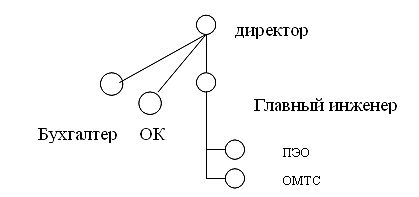 директор
Главный инженер
Бухгалтер ОК
ПЭО
ОМТС